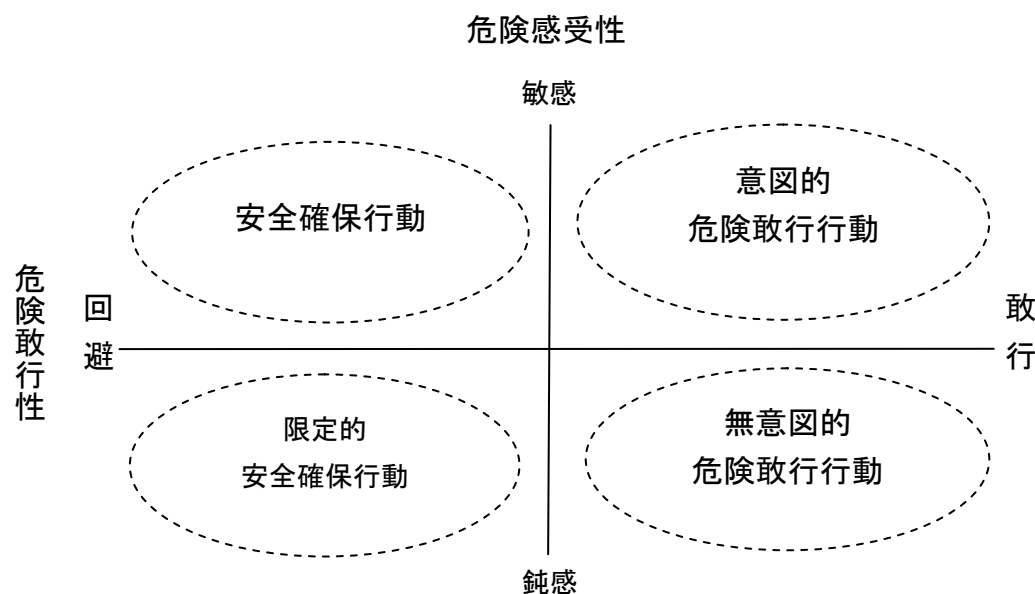 危険感受性
敏感
安全確保行動
意図的
危険敢行行動
危険敢行性
回避
敢行
限定的
安全確保行動
無意図的
危険敢行行動
鈍感